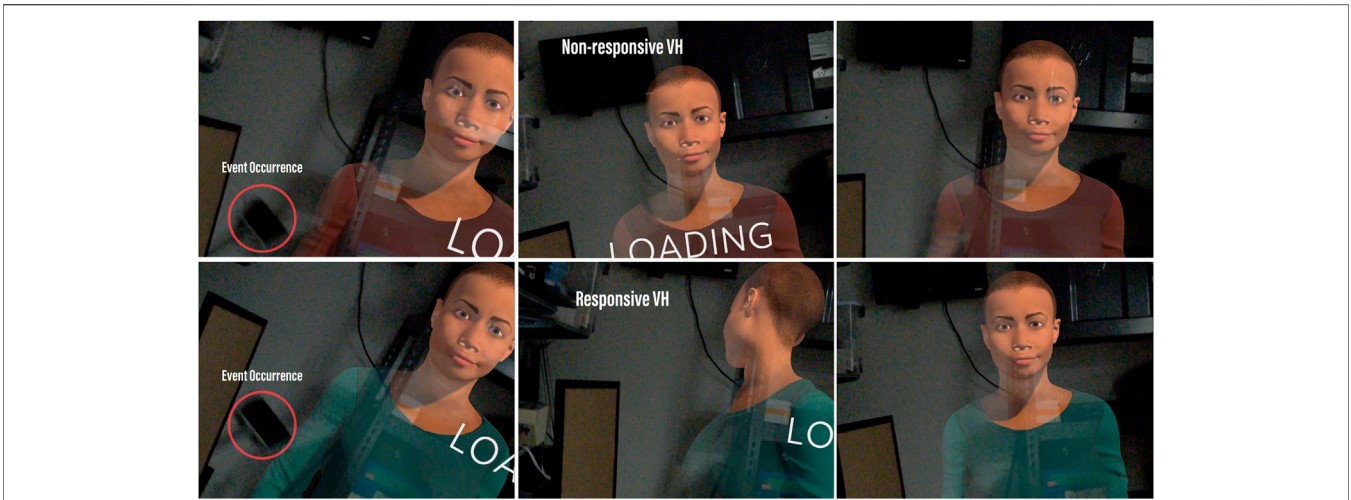 Event Occurrence
LO
Non-responsive VH
LOADING
Event Occurrence
LOA
Responsive VH
LO